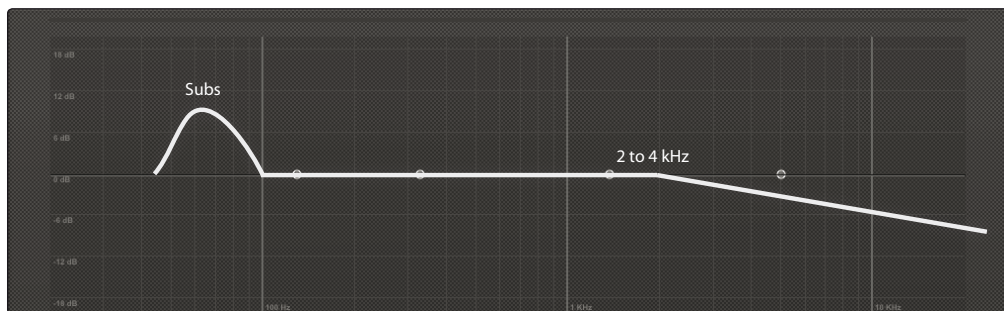 18 dB
Subs
12 dB
6 dB
2 to 4 kHz
0 dB
-6 dB
-12 dB
-18 dB
100 Hz
1 KHz
10 KHz